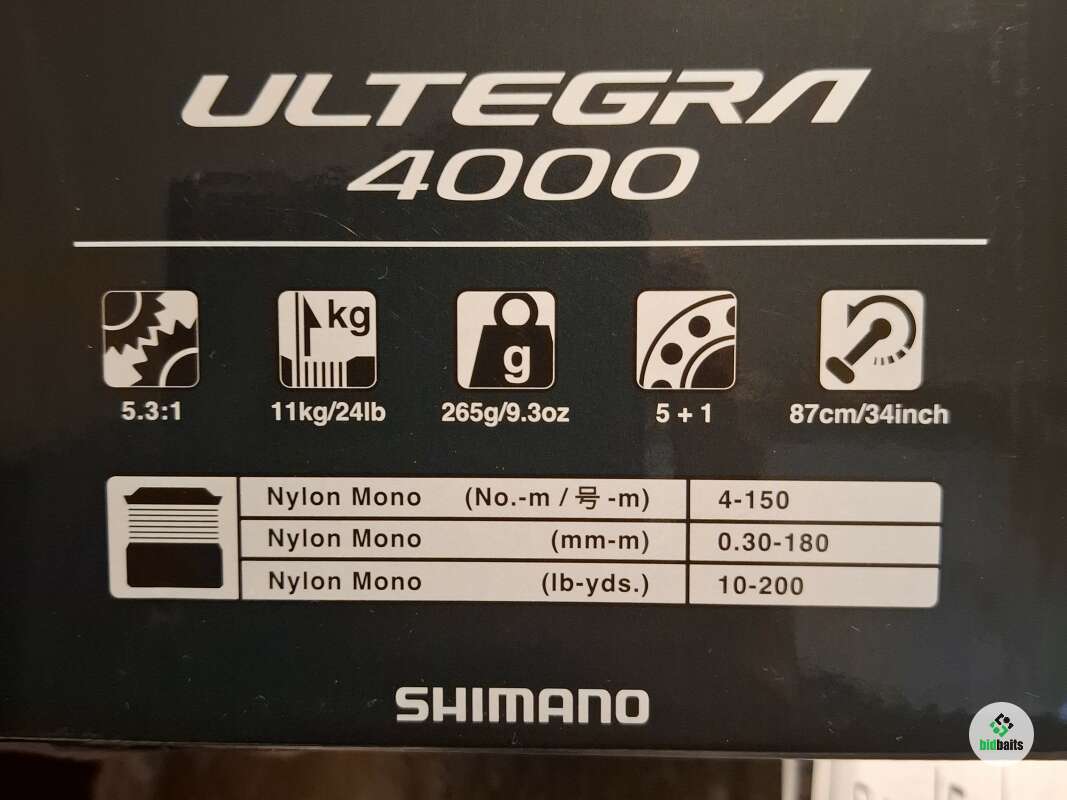 ULTEGRA
4000
kg
g
5.3:1
11kg/24lb
265g/9.3oz
5 + 1
87cm/34inch
Nylon Mono (No.-m / 号 -m) 4-150
Nylon Mono (mm-m) 0.30-180
Nylon Mono (lb-yds.) 10-200
SHIMANO
bidbaits